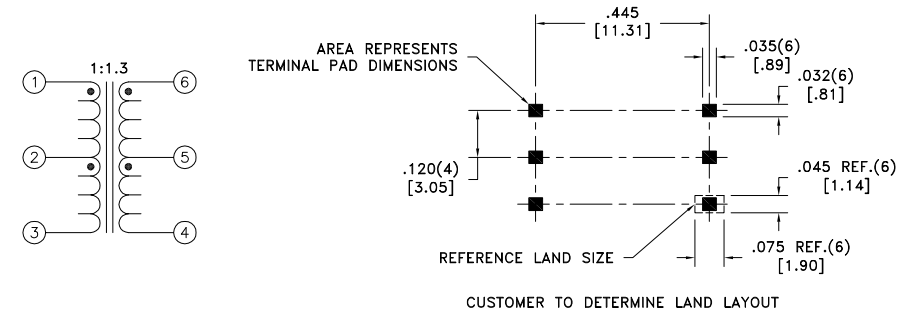 1:1.3
1
6
2
5
3
4
.445
[11.31]
AREA REPRESENTS
TERMINAL PAD DIMENSIONS
.035(6)
[.89]
.032(6)
[.81]
.120(4)
[3.05]
.045 REF.(6)
[1.14]
REFERENCE LAND SIZE
.075 REF.(6)
[1.90]
CUSTOMER TO DETERMINE LAND LAYOUT